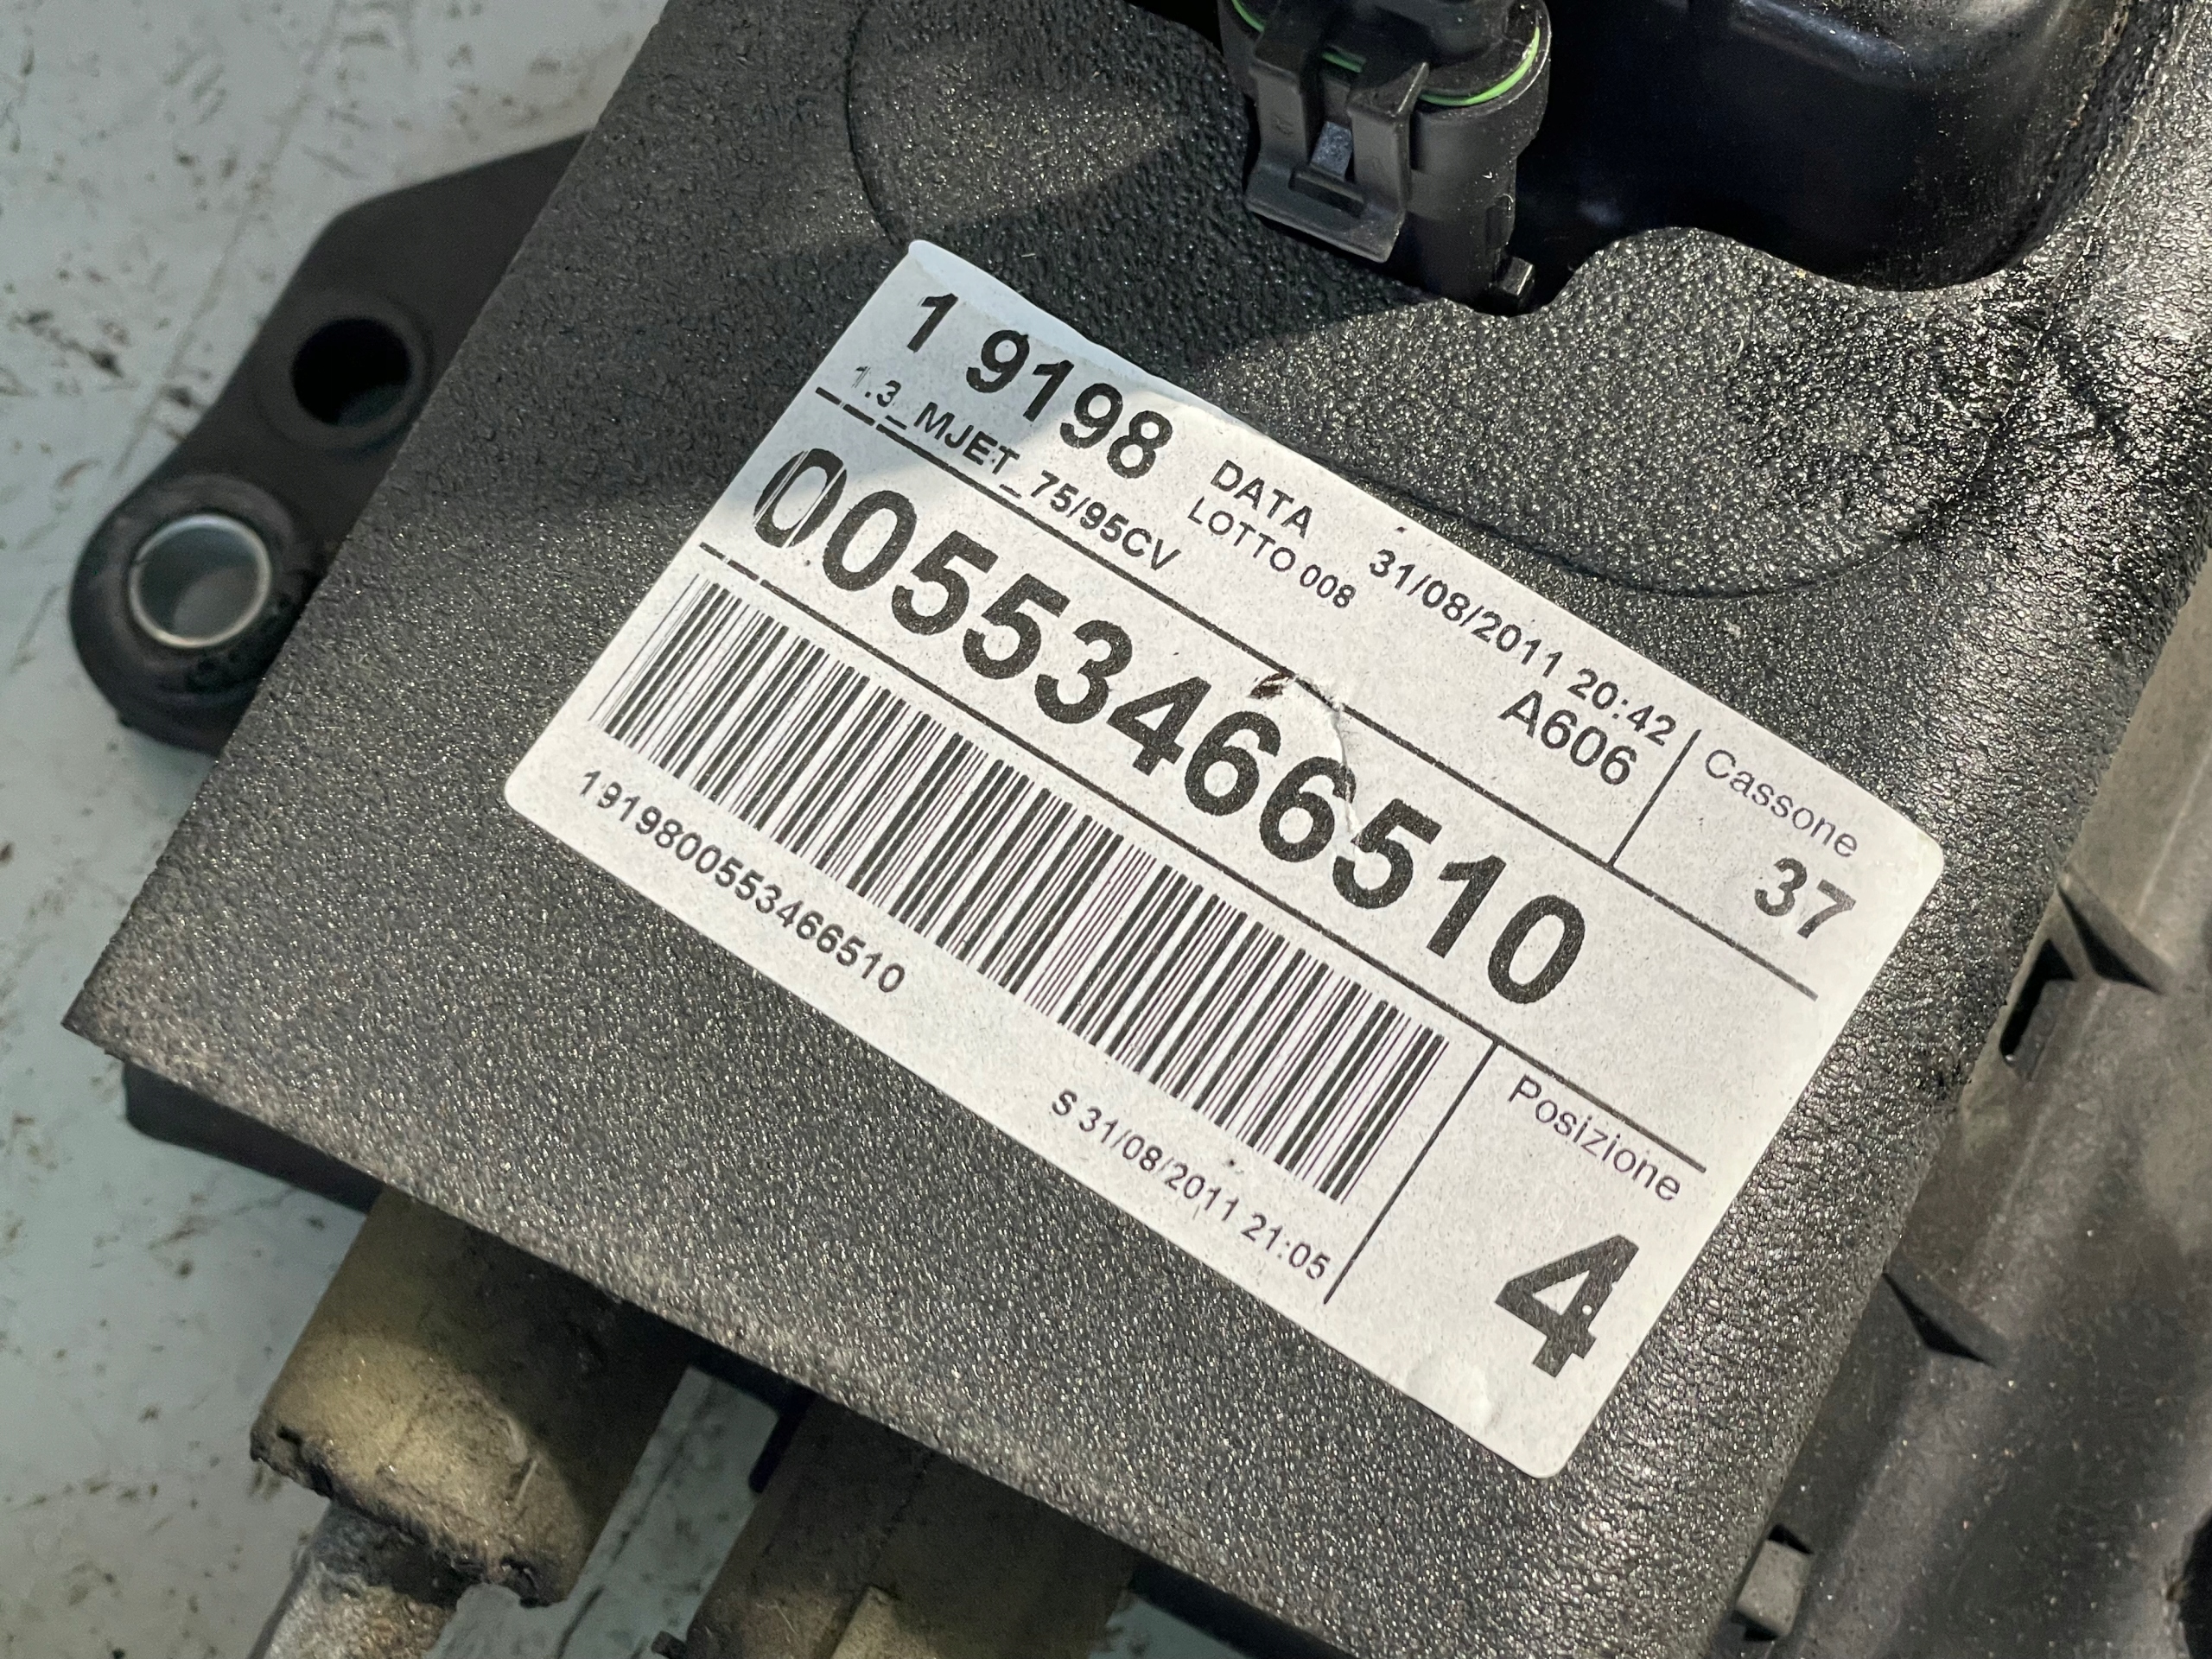 1 9198 DATA 31/08/2011 20:42
1.3_MJET_75/95CV LOTTO 008 A606
Cassone
37
00553466510
1919800553466510
S 31/08/2011 21:05
Posizione
4